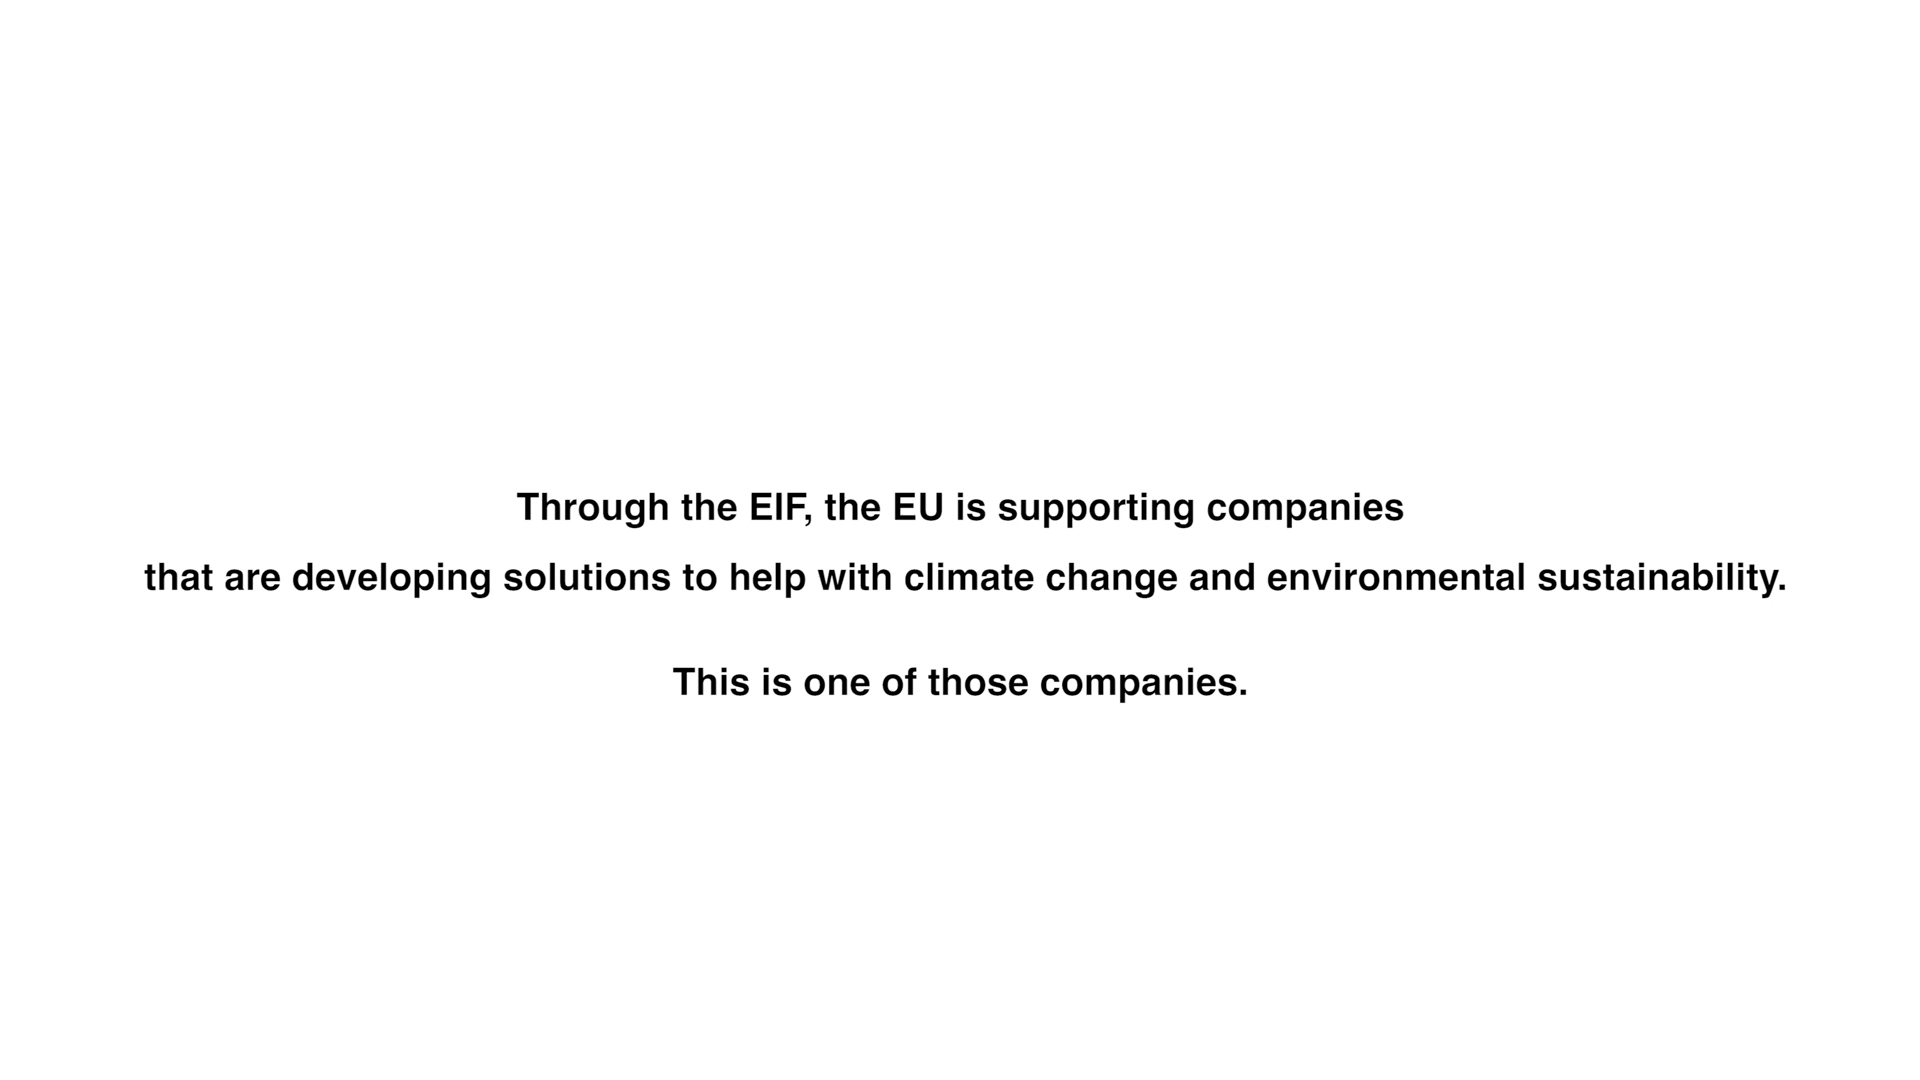 Through the EIF, the EU is supporting companies
that are developing solutions to help with climate change and environmental sustainability.
This is one of those companies.